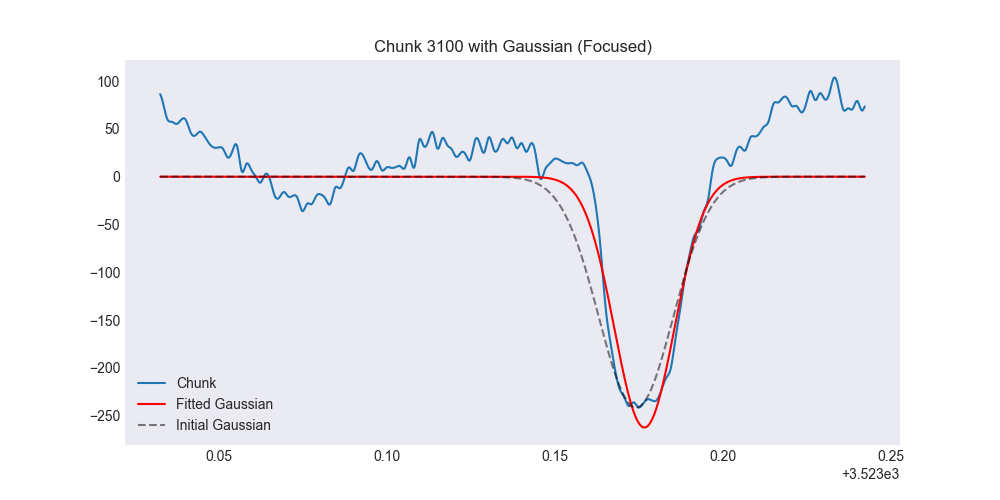 Chunk 3100 with Gaussian (Focused)
100
50
0
−50
−100
−150
−200
−250
Chunk
Fitted Gaussian
Initial Gaussian
0.05 0.10 0.15 0.20 0.25
+3.523e3